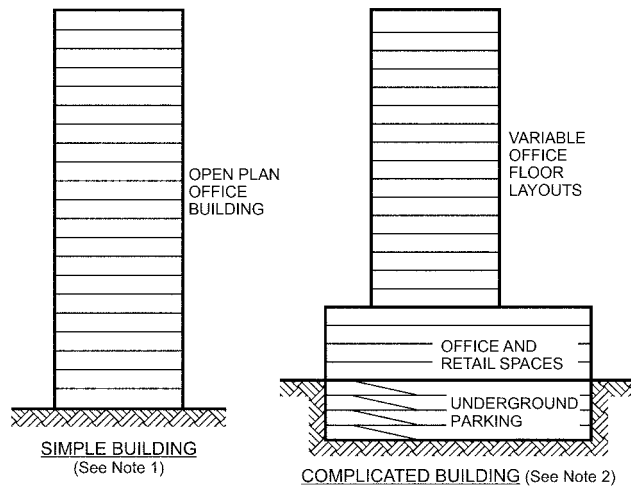 OPEN PLAN
OFFICE
BUILDING
SIMPLE BUILDING
(See Note 1)
VARIABLE
OFFICE
FLOOR
LAYOUTS
OFFICE AND
RETAIL SPACES
UNDERGROUND
PARKING
COMPLICATED BUILDING (See Note 2)